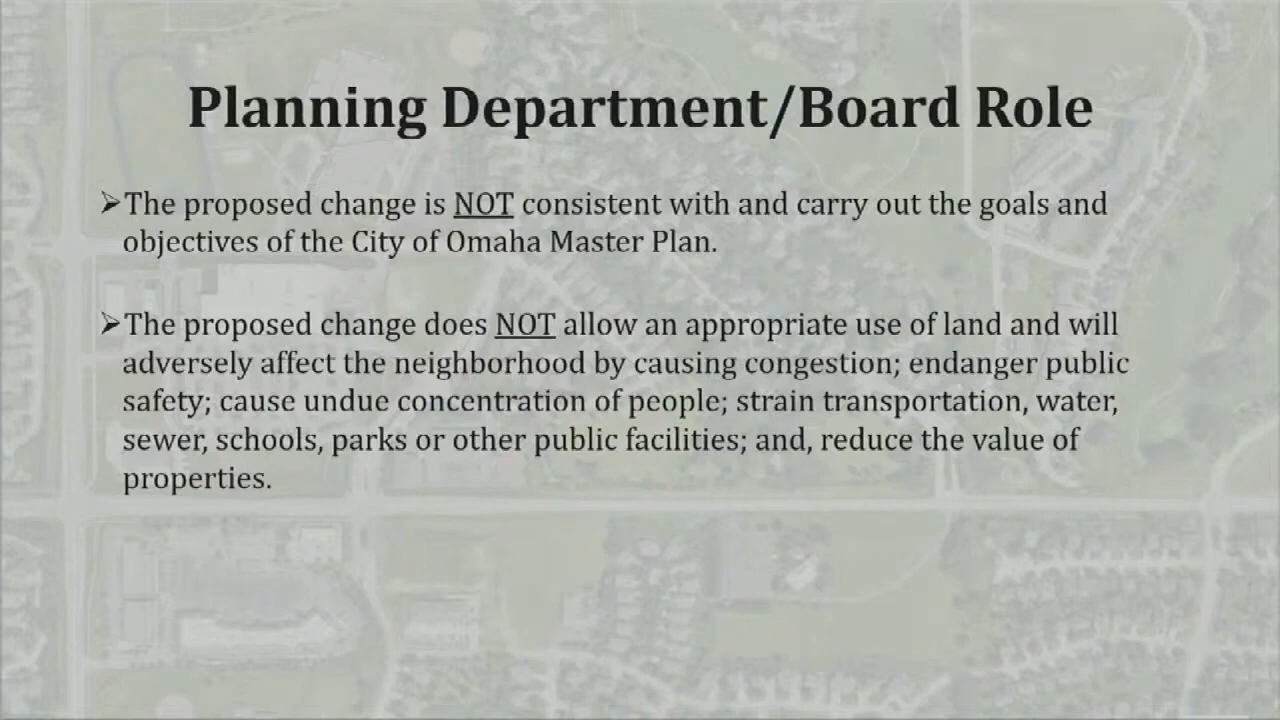 Planning Department/Board Role
➢The proposed change is NOT consistent with and carry out the goals and
objectives of the City of Omaha Master Plan.
➢The proposed change does NOT allow an appropriate use of land and will
adversely affect the neighborhood by causing congestion; endanger public
safety; cause undue concentration of people; strain transportation, water,
sewer, schools, parks or other public facilities; and, reduce the value of
properties.